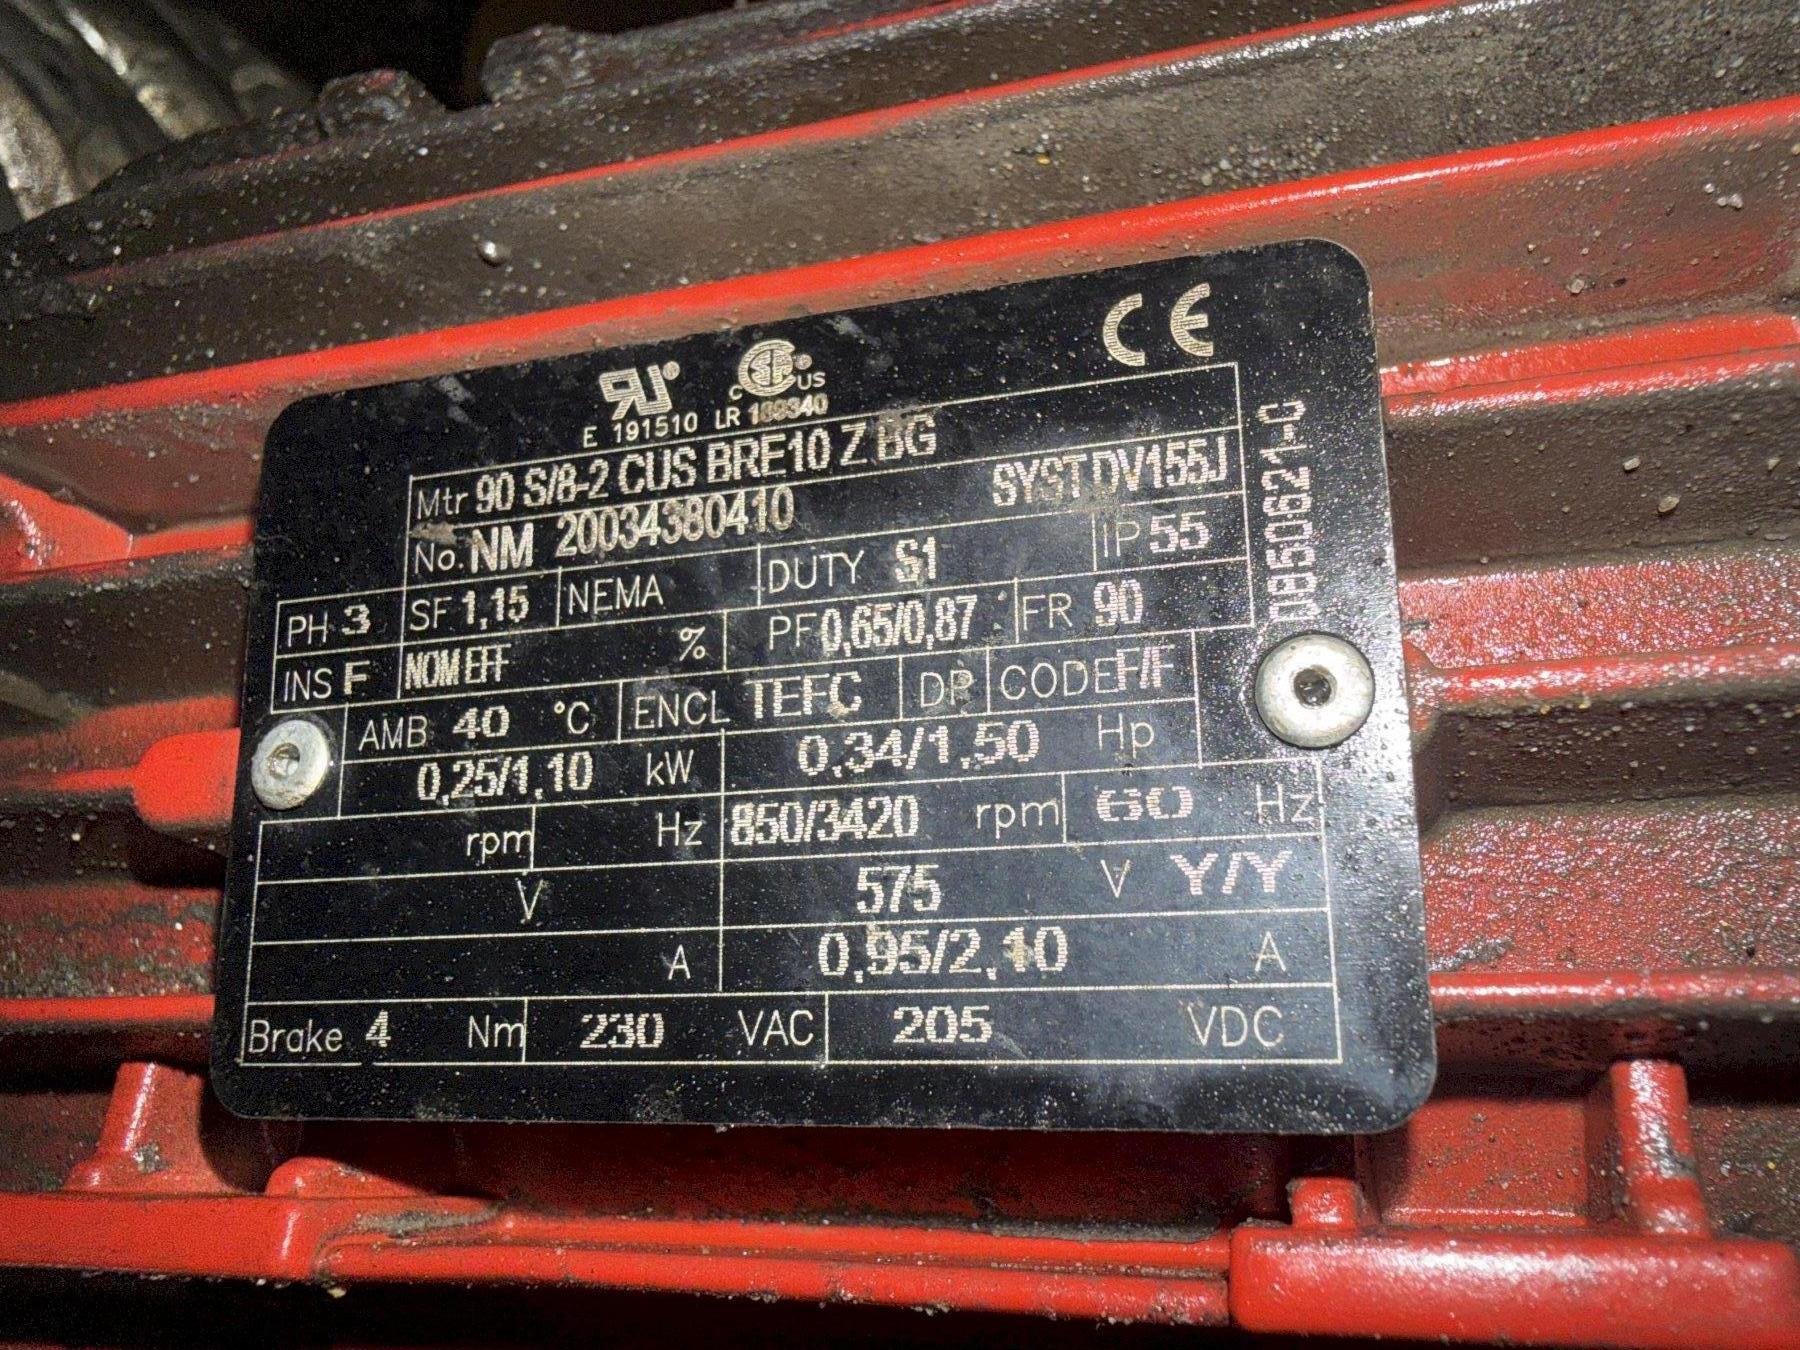 CE
C US
E 191510 LR 189340
Mtr 90 S/8-2 CUS BRE10 Z BG
No. NM 20034380410 SYST DV155J
PH 3 SF 1,15 NEMA DUTY S1 IP 55
INS F NOM EFF % PF 0,65/0,87 FR 90
AMB 40 °C ENCL TEFC DP CODE F/F
0,25/1,10 kW 0,34/1,50 Hp
rpm Hz 850/3420 rpm 60 Hz
V 575 V Y/Y
A 0,95/2,10 A
Brake 4 Nm 230 VAC 205 VDC
D850621-C